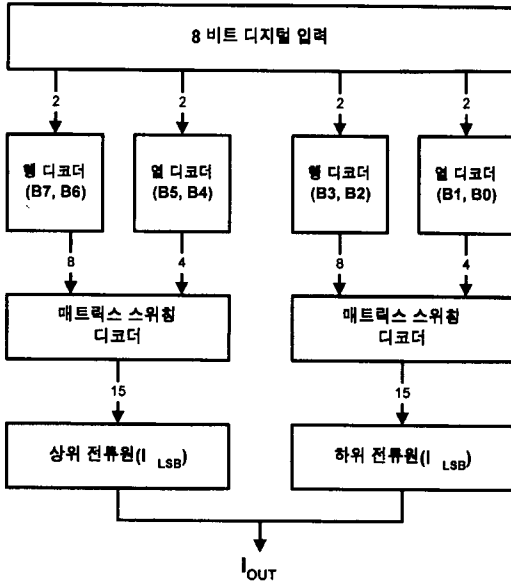 8 비트 디지털 입력
2 2 2 2
행 디코더
(B7, B6)
열 디코더
(B5, B4)
행 디코더
(B3, B2)
열 디코더
(B1, B0)
8 4 8 4
매트릭스 스위칭
디코더
매트릭스 스위칭
디코더
15 15
상위 전류원(I LSB)
하위 전류원(I LSB)
IOUT